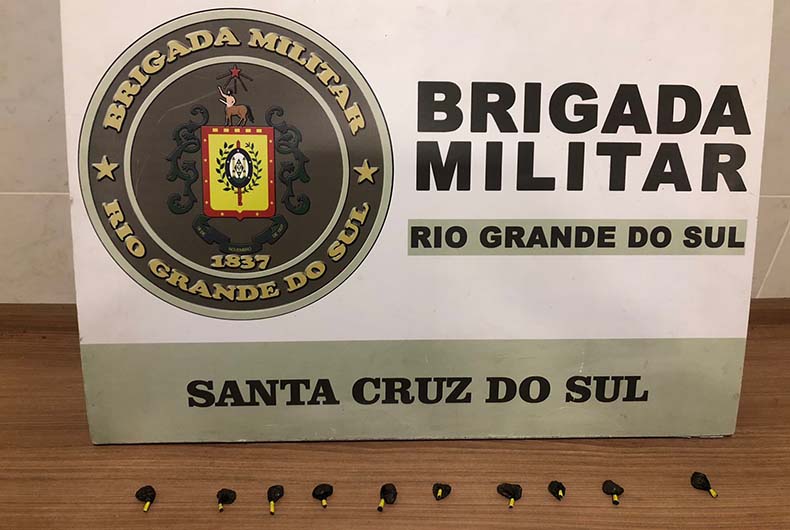 BRIGADA MILITAR
1837
RIO GRANDE DO SUL
BRIGADA
MILITAR
RIO GRANDE DO SUL
SANTA CRUZ DO SUL